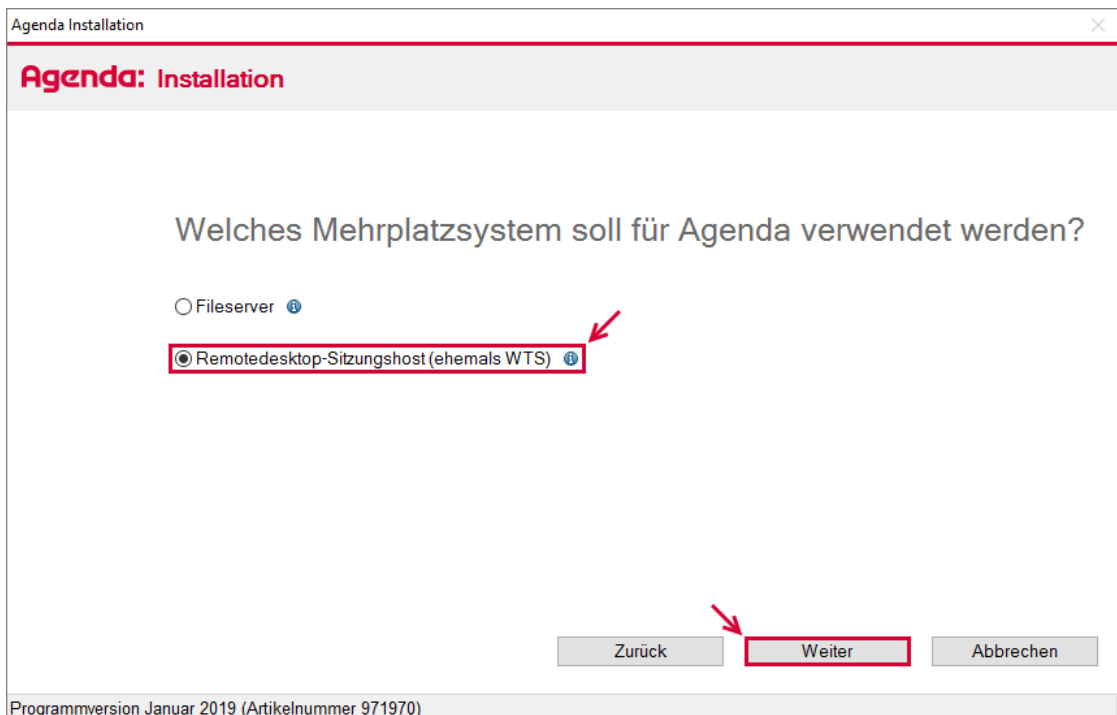 Agenda Installation
Agenda: Installation
Welches Mehrplatzsystem soll für Agenda verwendet werden?
Fileserver
Remotedesktop-Sitzungshost (ehemals WTS)
Zurück Weiter Abbrechen
Programmversion Januar 2019 (Artikelnummer 971970)